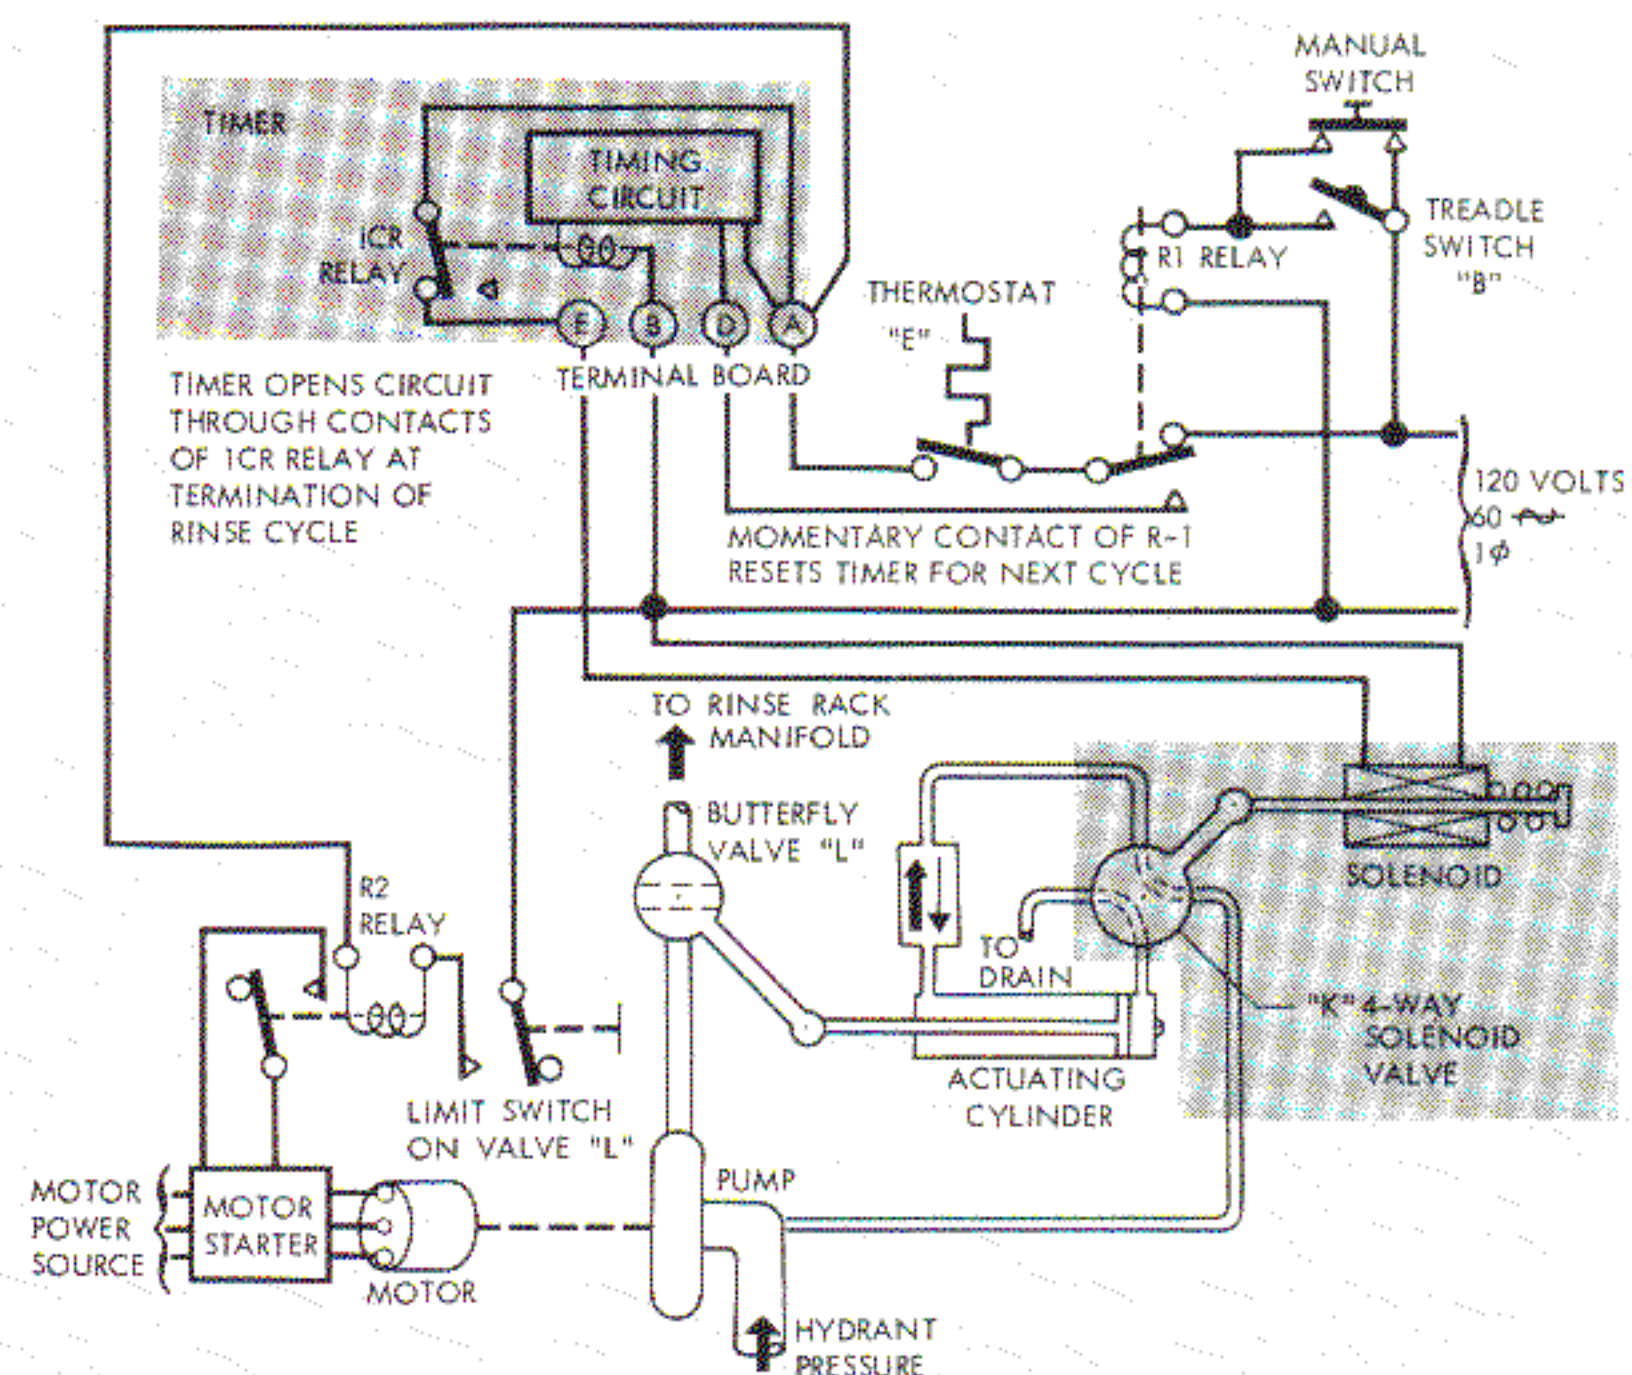 MANUAL
SWITCH
TIMER
TIMING
CIRCUIT
1CR
RELAY
E
B
D
A
TERMINAL BOARD
THERMOSTAT
"E"
R1 RELAY
TREADLE
SWITCH
"B"
TIMER OPENS CIRCUIT
THROUGH CONTACTS
OF 1CR RELAY AT
TERMINATION OF
RINSE CYCLE
120 VOLTS
60
1ϕ
MOMENTARY CONTACT OF R-1
RESETS TIMER FOR NEXT CYCLE
TO RINSE RACK
MANIFOLD
BUTTERFLY
VALVE "L"
SOLENOID
R2
RELAY
TO
DRAIN
"K" 4-WAY
SOLENOID
VALVE
ACTUATING
CYLINDER
LIMIT SWITCH
ON VALVE "L"
PUMP
MOTOR
POWER
SOURCE
MOTOR
STARTER
MOTOR
HYDRANT
PRESSURE